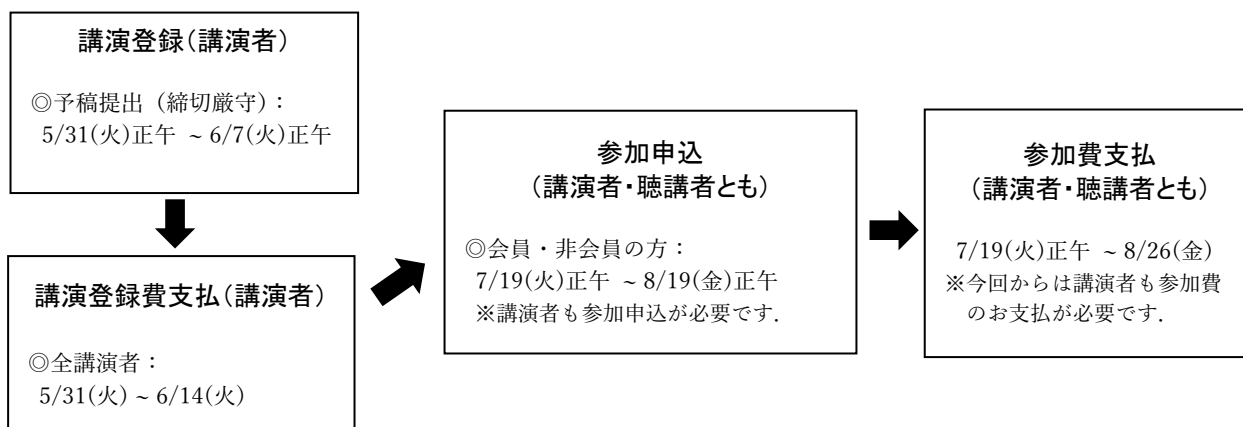 講演登録(講演者)
◎予稿提出（締切厳守）：
5/31(火)正午 ~ 6/7(火)正午
講演登録費支払(講演者)
◎全講演者：
5/31(火) ~ 6/14(火)
参加申込
(講演者・聴講者とも)
◎会員・非会員の方：
7/19(火)正午 ~ 8/19(金)正午
※講演者も参加申込が必要です.
参加費支払
(講演者・聴講者とも)
7/19(火)正午 ~ 8/26(金)
※今回からは講演者も参加費
のお支払が必要です.